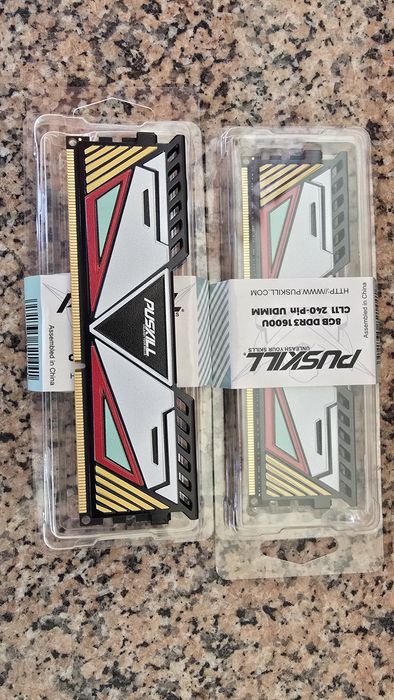 PUSKILL
Assembled in China
PUSKILL
UNLEASH YOUR SKILLS
8GB DDR3 1600U
CL11 240-Pin UDIMM
HTTP://WWW.PUSKILL.COM
Assembled in China